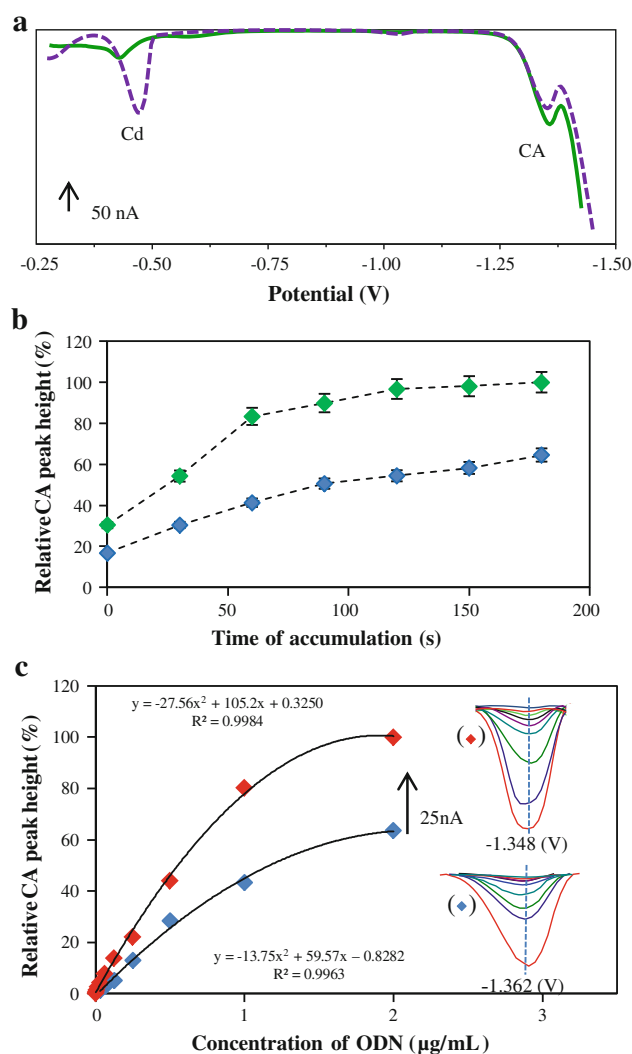 a
Cd
CA
50 nA
-0.25 -0.50 -0.75 -1.00 -1.25 -1.50
Potential (V)
b
Relative CA peak height (%)
120
100
80
60
40
20
0
0 50 100 150 200
Time of accumulation (s)
c
Relative CA peak height (%)
120
100
80
60
40
20
0
y = -27.56x² + 105.2x + 0.3250
R² = 0.9984
( )
25nA
-1.348 (V)
( )
y = -13.75x² + 59.57x – 0.8282
R² = 0.9963
-1.362 (V)
0 1 2 3
Concentration of ODN (µg/mL)